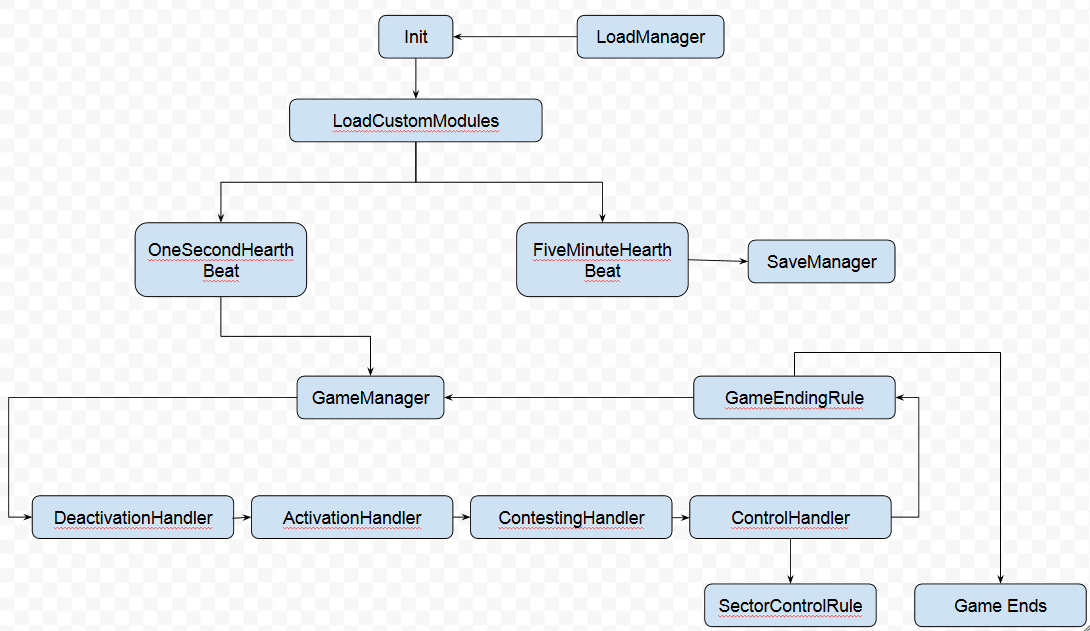 Init
LoadManager
LoadCustomModules
OneSecondHearth
Beat
FiveMinuteHearth
Beat
SaveManager
GameManager
GameEndingRule
DeactivationHandler
ActivationHandler
ContestingHandler
ControlHandler
SectorControlRule
Game Ends